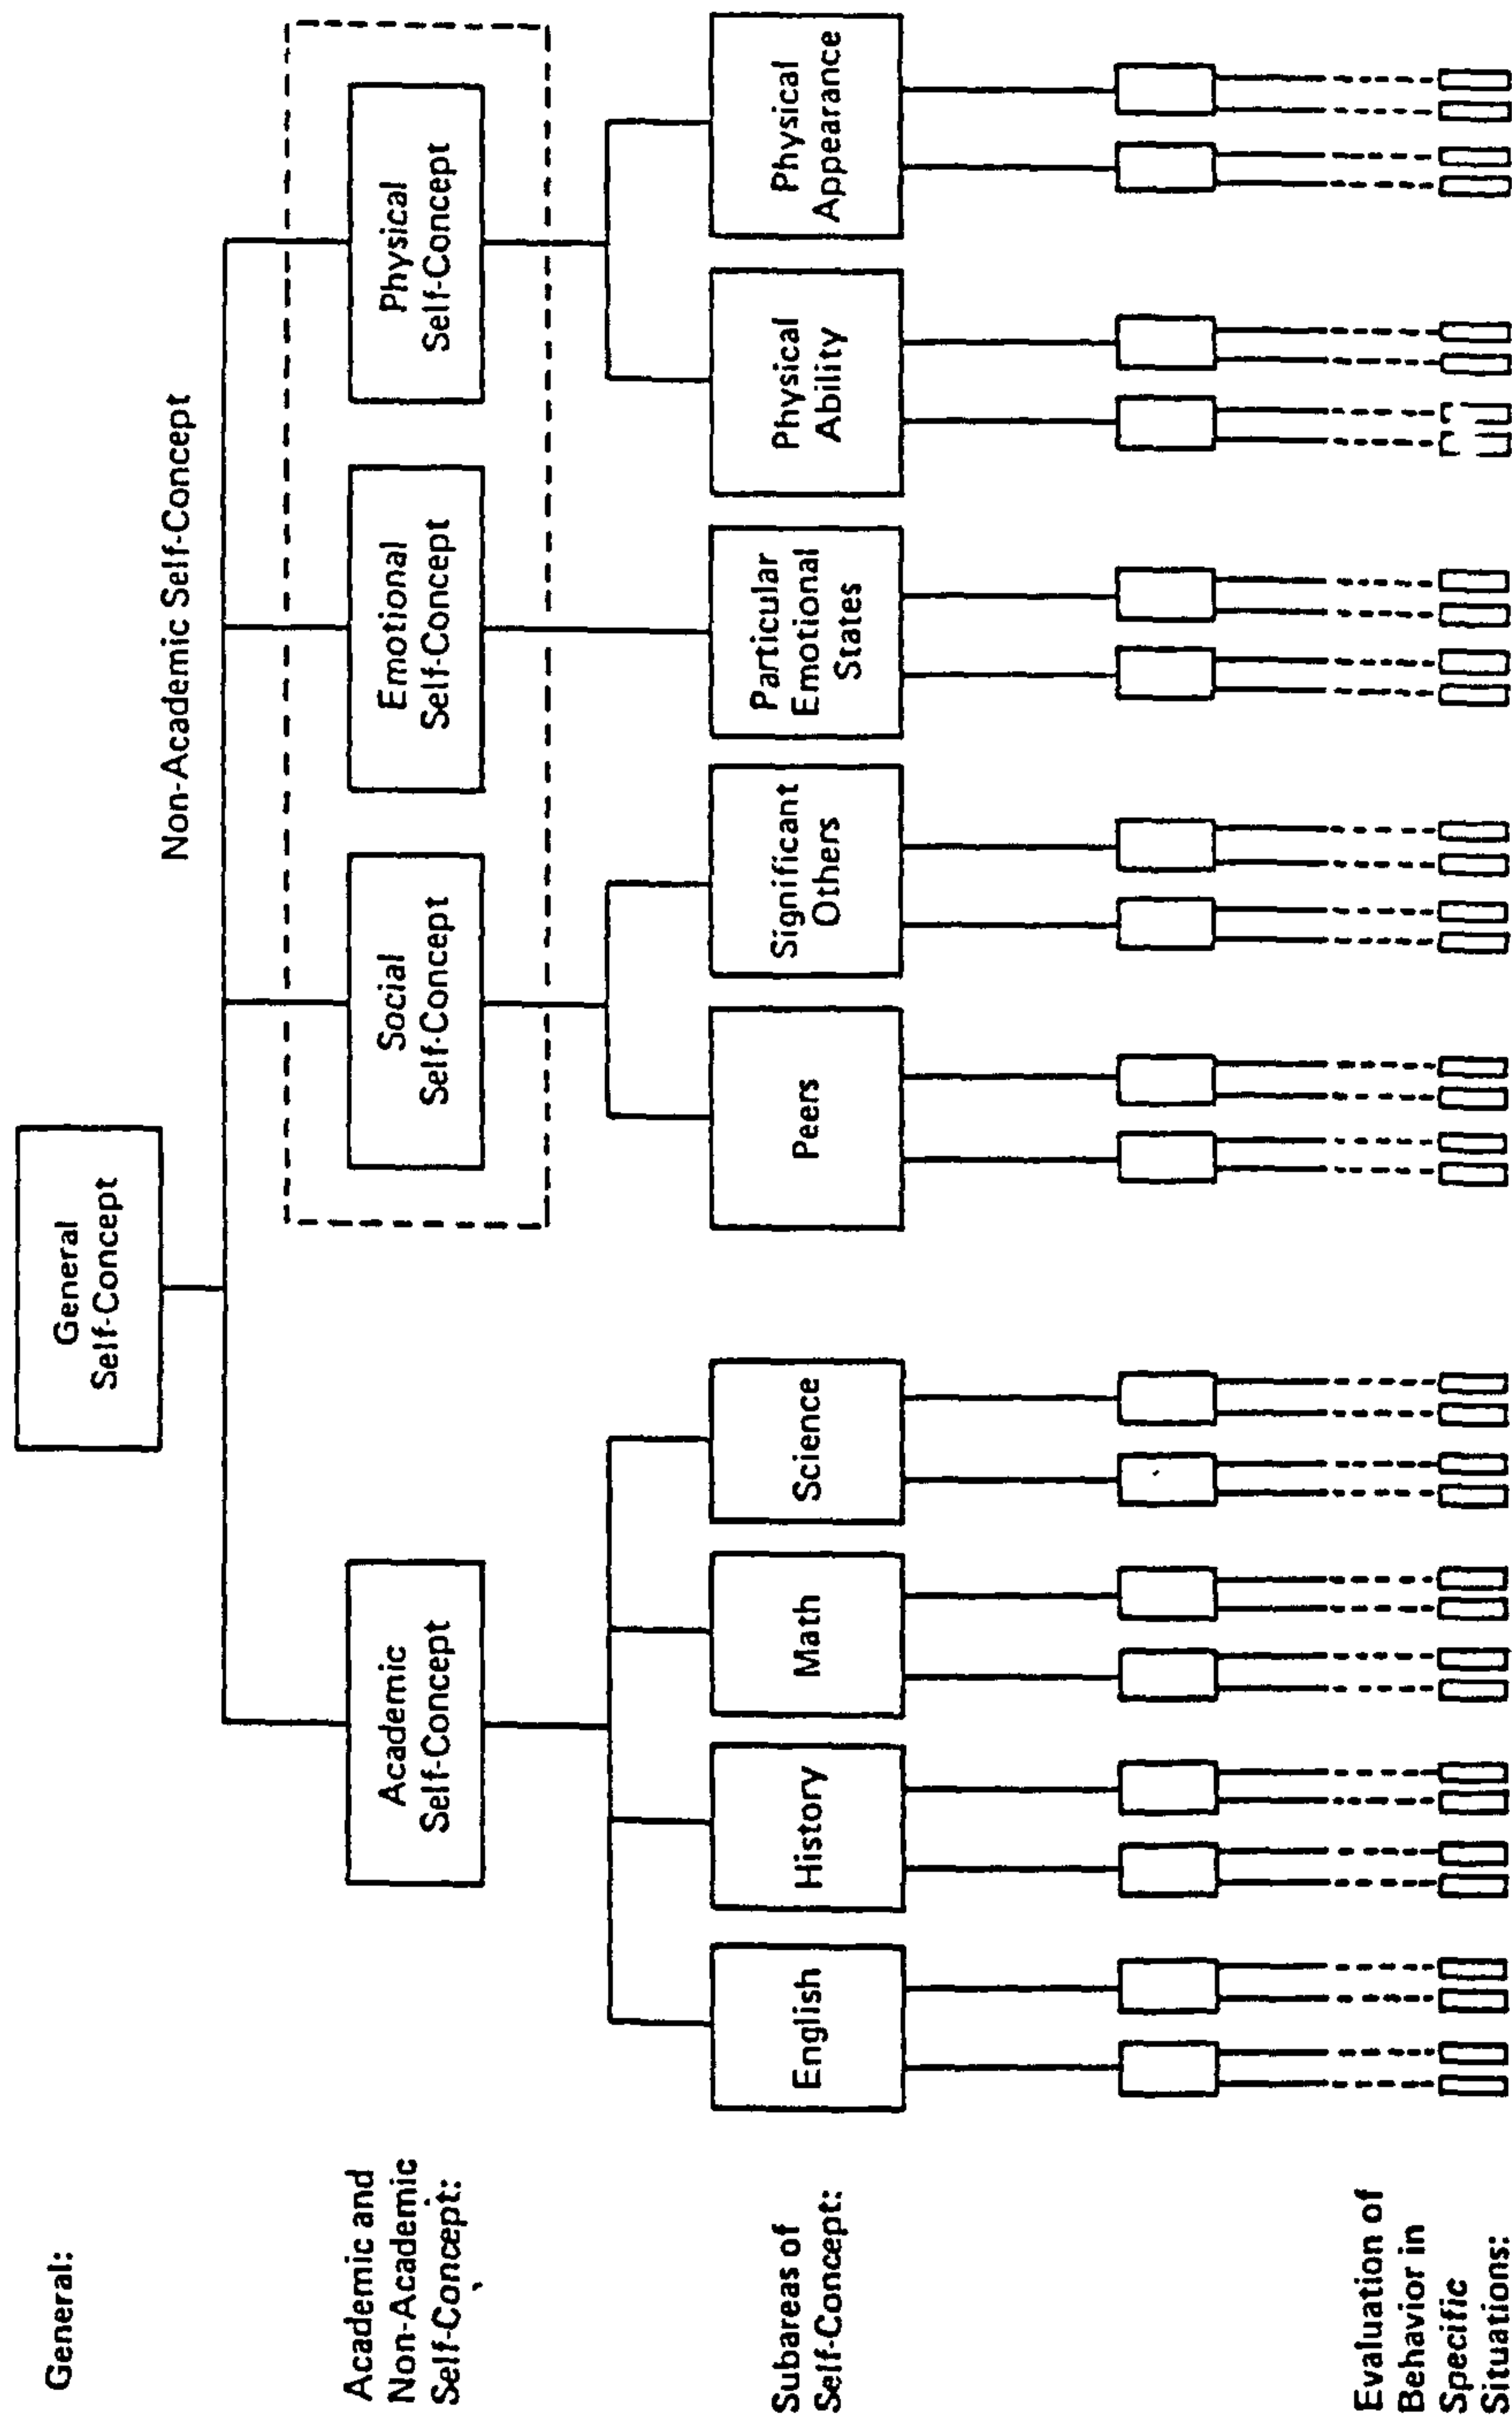 General:
General
Self-Concept
Non-Academic Self-Concept
Academic and
Non-Academic
Self-Concept:
Academic
Self-Concept
Social
Self-Concept
Emotional
Self-Concept
Physical
Self-Concept
Subareas of
Self-Concept:
English
History
Math
Science
Peers
Significant
Others
Particular
Emotional
States
Physical
Ability
Physical
Appearance
Evaluation of
Behavior in
Specific
Situations: